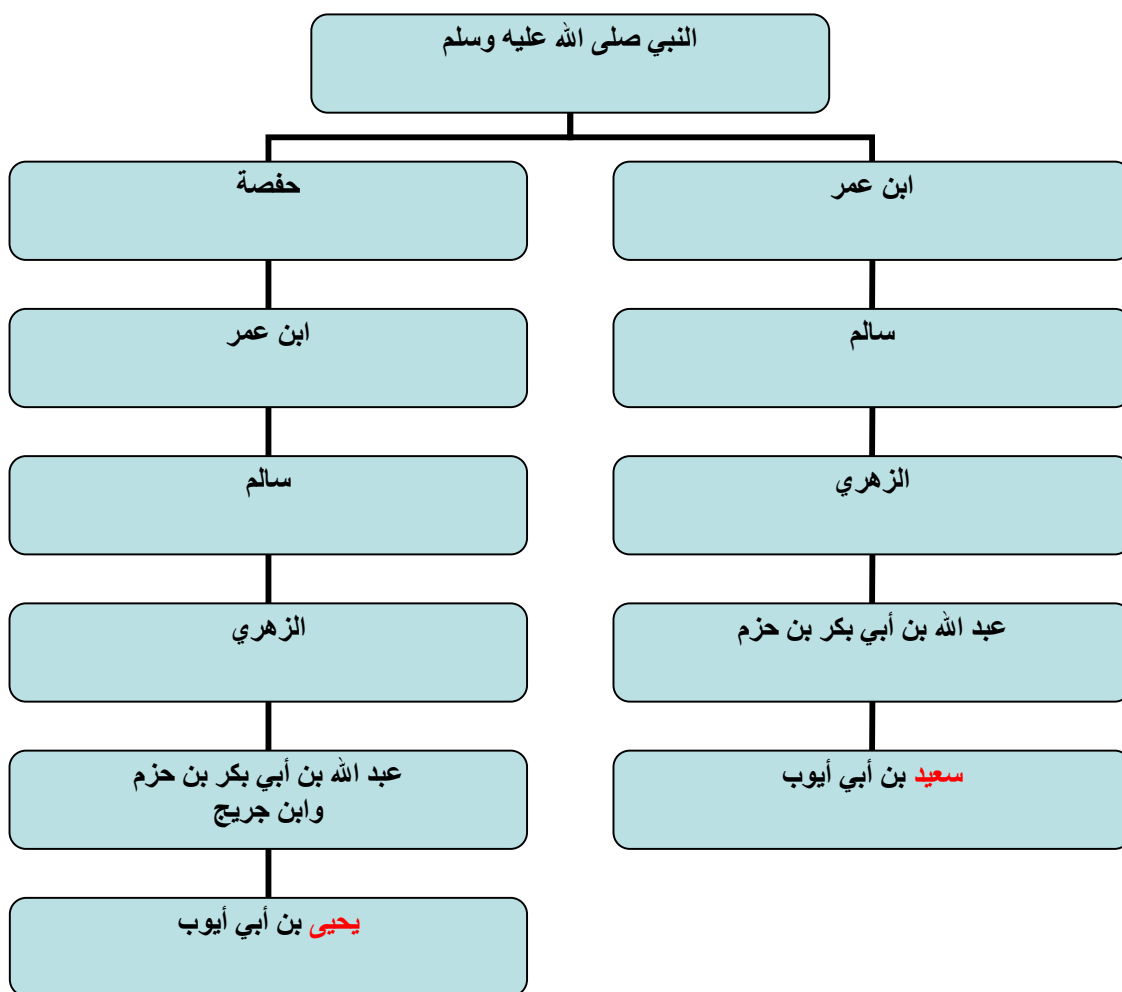 النبي صلى الله عليه وسلم
ابن عمر
حفصة
سالم
ابن عمر
الزهري
سالم
عبد الله بن أبي بكر بن حزم
الزهري
سعيد بن أبي أيوب
عبد الله بن أبي بكر بن حزم
وابن جريج
يحيى بن أبي أيوب